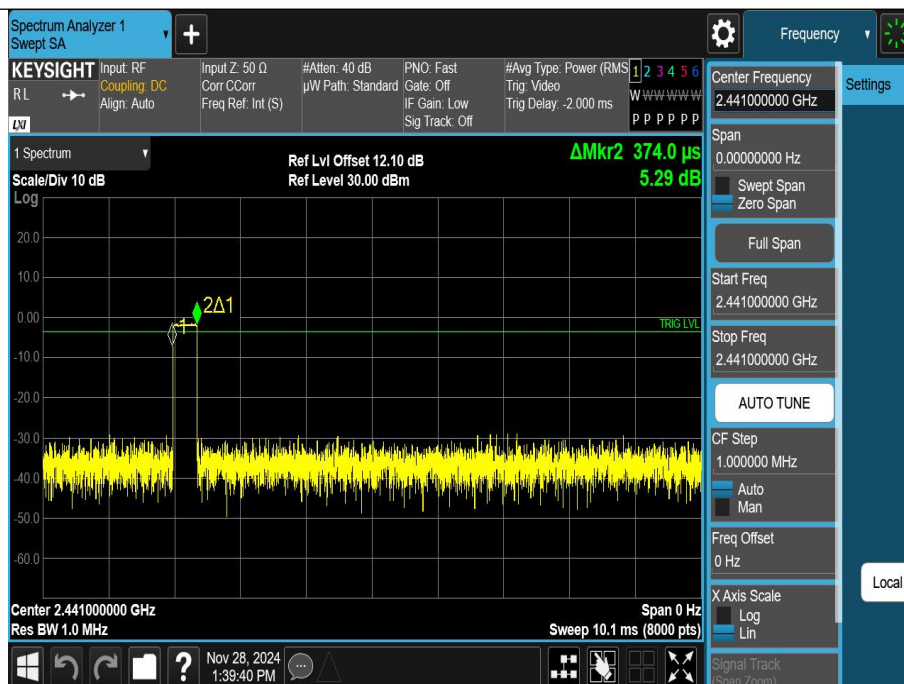 Spectrum Analyzer 1
Swept SA
+
Frequency
KEYSIGHT
RL
LXI
Input: RF
Coupling: DC
Align: Auto
Input Z: 50 Ω
Corr CCorr
Freq Ref: Int (S)
#Atten: 40 dB
µW Path: Standard
PNO: Fast
Gate: Off
IF Gain: Low
Sig Track: Off
#Avg Type: Power (RMS
Trig: Video
Trig Delay: -2.000 ms
1 2 3 4 5 6
W W W W W W
P P P P P P
1 Spectrum
Scale/Div 10 dB
Log
Ref Lvl Offset 12.10 dB
Ref Level 30.00 dBm
ΔMkr2 374.0 µs
5.29 dB
20.0
10.0
0.00
-10.0
-20.0
-30.0
-40.0
-50.0
-60.0
1
2Δ1
TRIG LVL
Center 2.441000000 GHz
Res BW 1.0 MHz
Span 0 Hz
Sweep 10.1 ms (8000 pts)
?
Nov 28, 2024
1:39:40 PM
Center Frequency
2.441000000 GHz
Span
0.00000000 Hz
Swept Span
Zero Span
Full Span
Start Freq
2.441000000 GHz
Stop Freq
2.441000000 GHz
AUTO TUNE
CF Step
1.000000 MHz
Auto
Man
Freq Offset
0 Hz
X Axis Scale
Log
Lin
Signal Track
(Span Zoom)
Settings
Local